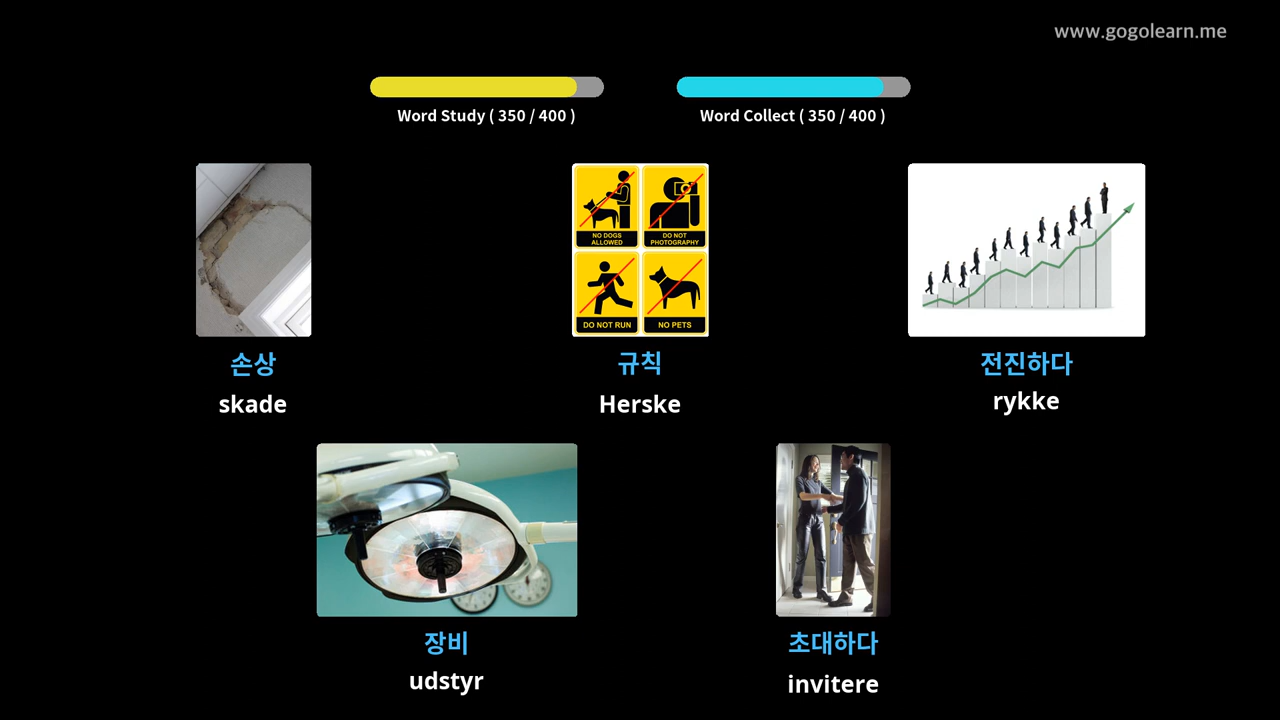 www.gogolearn.me
Word Study ( 350 / 400 )
Word Collect ( 350 / 400 )
NO DOGS
ALLOWED
DO NOT
PHOTOGRAPHY
DO NOT RUN
NO PETS
손상
skade
규칙
Herske
전진하다
rykke
장비
udstyr
초대하다
invitere